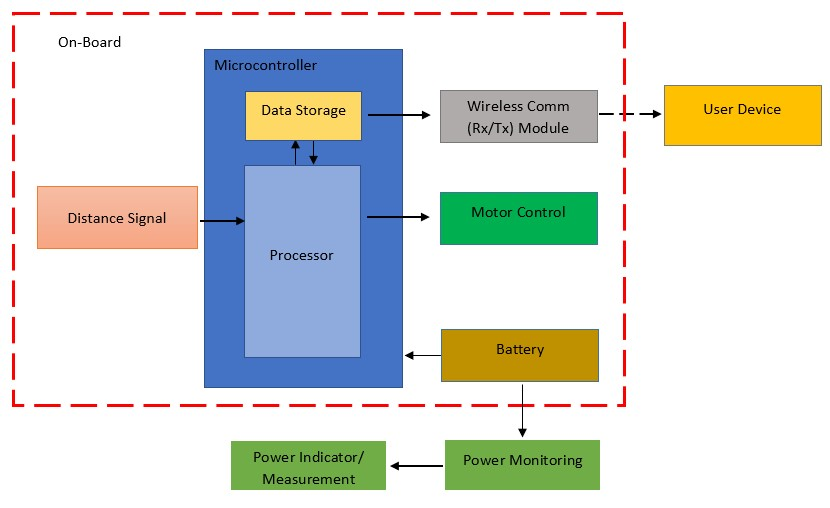 On-Board
Microcontroller
Data Storage
Wireless Comm
(Rx/Tx) Module
User Device
Distance Signal
Motor Control
Processor
Battery
Power Indicator/
Measurement
Power Monitoring